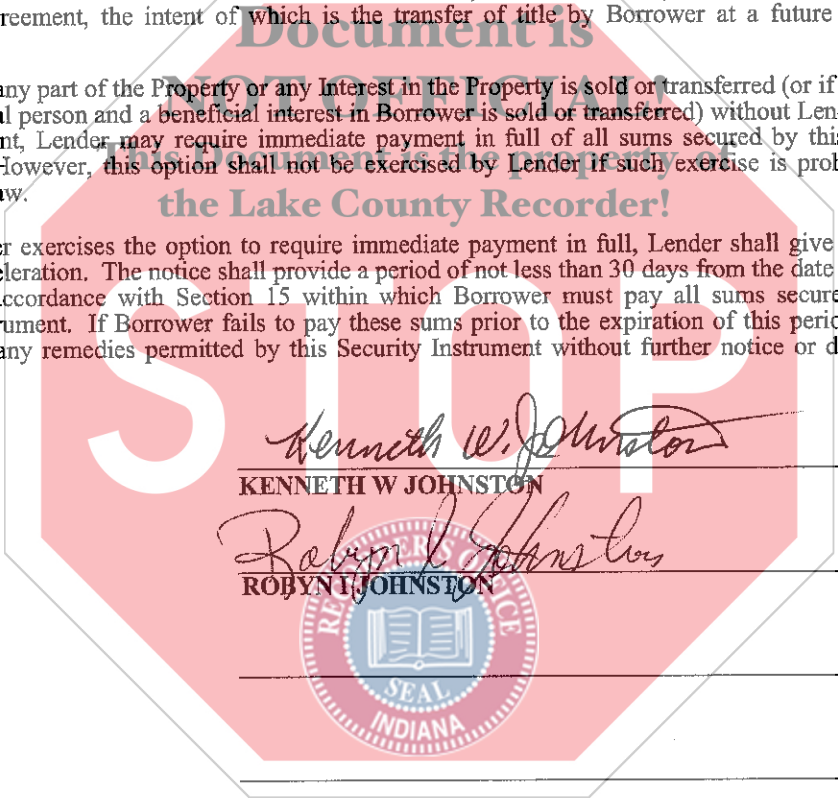 reement, the intent of which is the transfer of title by Borrower at a future
Document is
any part of the Property or any Interest in the Property is sold or transferred (or if
NOT OFFICIAL!
al person and a beneficial interest in Borrower is sold or transferred) without Len
nt, Lender may require immediate payment in full of all sums secured by this
This Document is the property of
However, this option shall not be exercised by Lender if such exercise is proh
aw.
the Lake County Recorder!
er exercises the option to require immediate payment in full, Lender shall give
eleration. The notice shall provide a period of not less than 30 days from the date
accordance with Section 15 within which Borrower must pay all sums secure
rument. If Borrower fails to pay these sums prior to the expiration of this perio
any remedies permitted by this Security Instrument without further notice or d
STOP
Kenneth W. Johnston
KENNETH W JOHNSTON
Robyn I Johnston
ROBYN I JOHNSTON
RECORDER'S OFFICE
SEAL
INDIANA